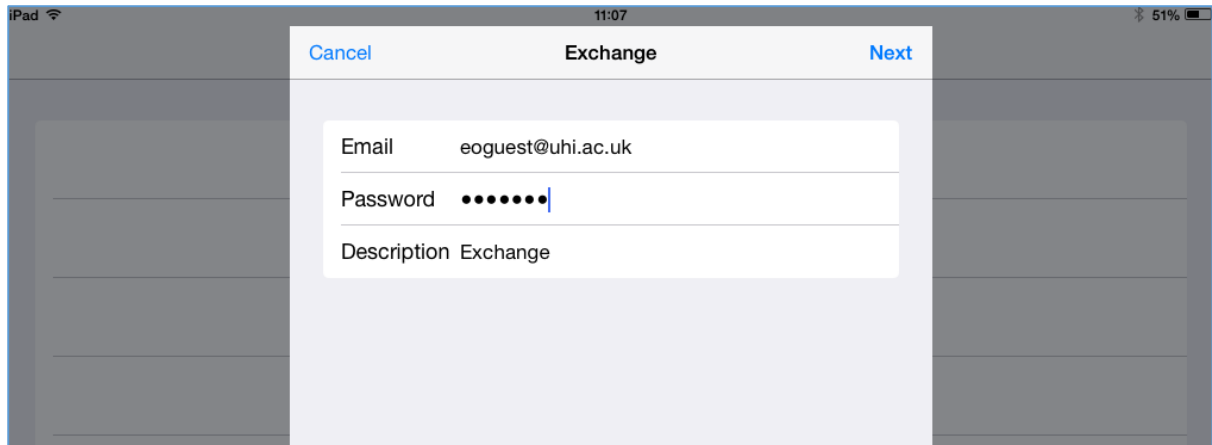 iPad 11:07 51%
Cancel Exchange Next
Email eoguest@uhi.ac.uk
Password •••••••
Description Exchange